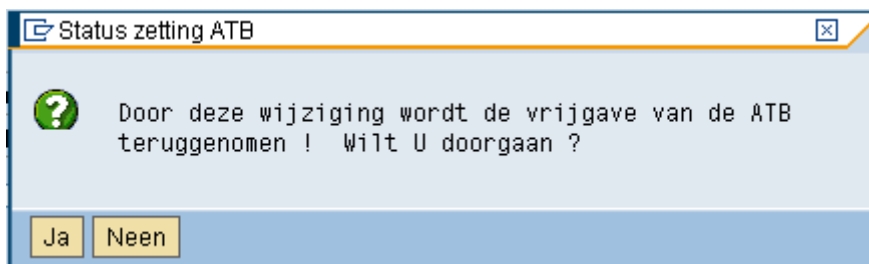 Status zetting ATB
Door deze wijziging wordt de vrijgave van de ATB
teruggenomen !  Wilt U doorgaan ?
Ja Neen